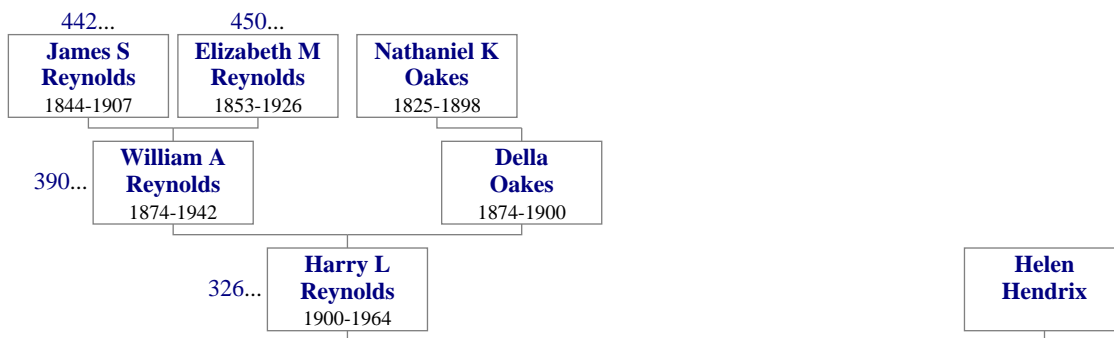 442...
450...
James S
Reynolds
1844-1907
Elizabeth M
Reynolds
1853-1926
Nathaniel K
Oakes
1825-1898
390...
William A
Reynolds
1874-1942
Della
Oakes
1874-1900
326...
Harry L
Reynolds
1900-1964
Helen
Hendrix